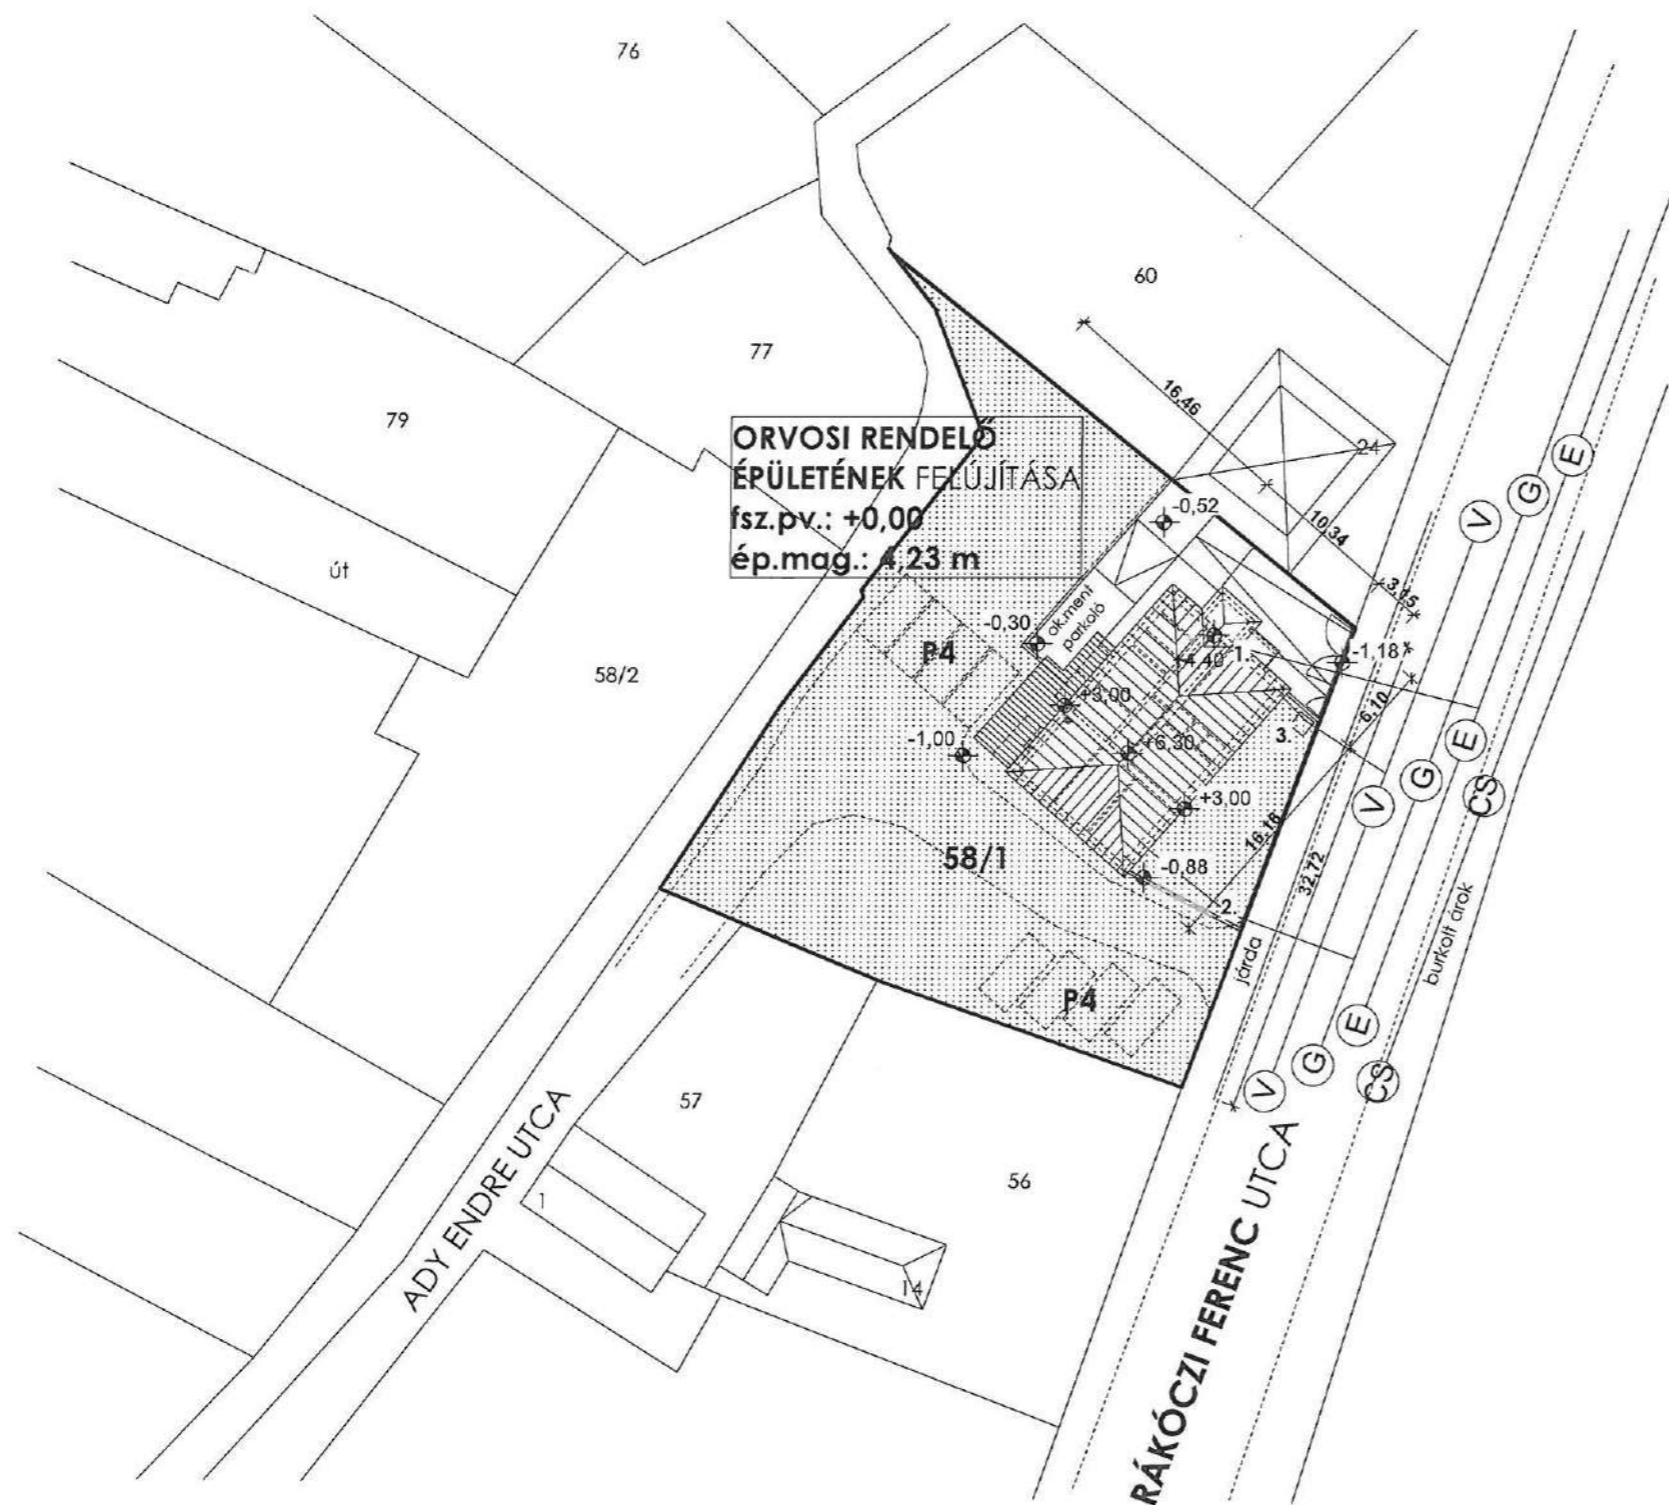 76
60
77
79
16,46
24
ORVOSI RENDELŐ
ÉPÜLETÉNEK FELÚJÍTÁSA
fsz.pv.: +0,00
ép.mag.: 4,23 m
-0,52
10,34
V
G
E
út
3,15
-0,30
ak.ment
parkoló
P4
58/2
1.
-1,18
+4,40
+3,00
6,10
3.
-1,00
+6,30
V
G
E
CS
+3,00
16,16
58/1
-0,88
32,72
2.
járda
burkolt árok
P4
V
G
E
CS
57
56
ADY ENDRE UTCA
1
14
RÁKÓCZI FERENC UTCA